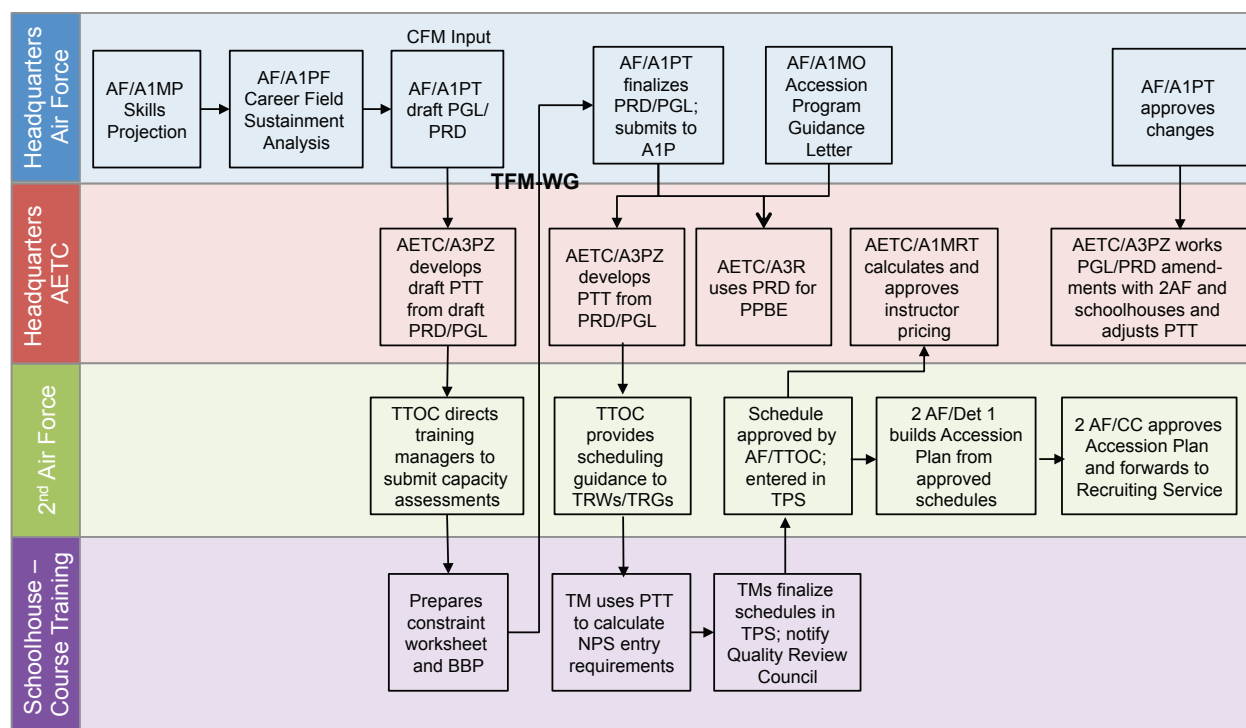 Headquarters
Air Force
CFM Input
AF/A1MP
Skills
Projection
AF/A1PF
Career Field
Sustainment
Analysis
AF/A1PT
draft PGL/
PRD
AF/A1PT
finalizes
PRD/PGL;
submits to
A1P
AF/A1MO
Accession
Program
Guidance
Letter
AF/A1PT
approves
changes
TFM-WG
Headquarters
AETC
AETC/A3PZ
develops
draft PTT
from draft
PRD/PGL
AETC/A3PZ
develops
PTT from
PRD/PGL
AETC/A3R
uses PRD for
PPBE
AETC/A1MRT
calculates and
approves
instructor
pricing
AETC/A3PZ works
PGL/PRD amend-
ments with 2AF and
schoolhouses and
adjusts PTT
2nd Air Force
TTOC directs
training
managers to
submit capacity
assessments
TTOC
provides
scheduling
guidance to
TRWs/TRGs
Schedule
approved by
AF/TTOC;
entered in
TPS
2 AF/Det 1
builds Accession
Plan from
approved
schedules
2 AF/CC approves
Accession Plan
and forwards to
Recruiting Service
Schoolhouse –
Course Training
Prepares
constraint
worksheet
and BBP
TM uses PTT
to calculate
NPS entry
requirements
TMs finalize
schedules in
TPS; notify
Quality Review
Council